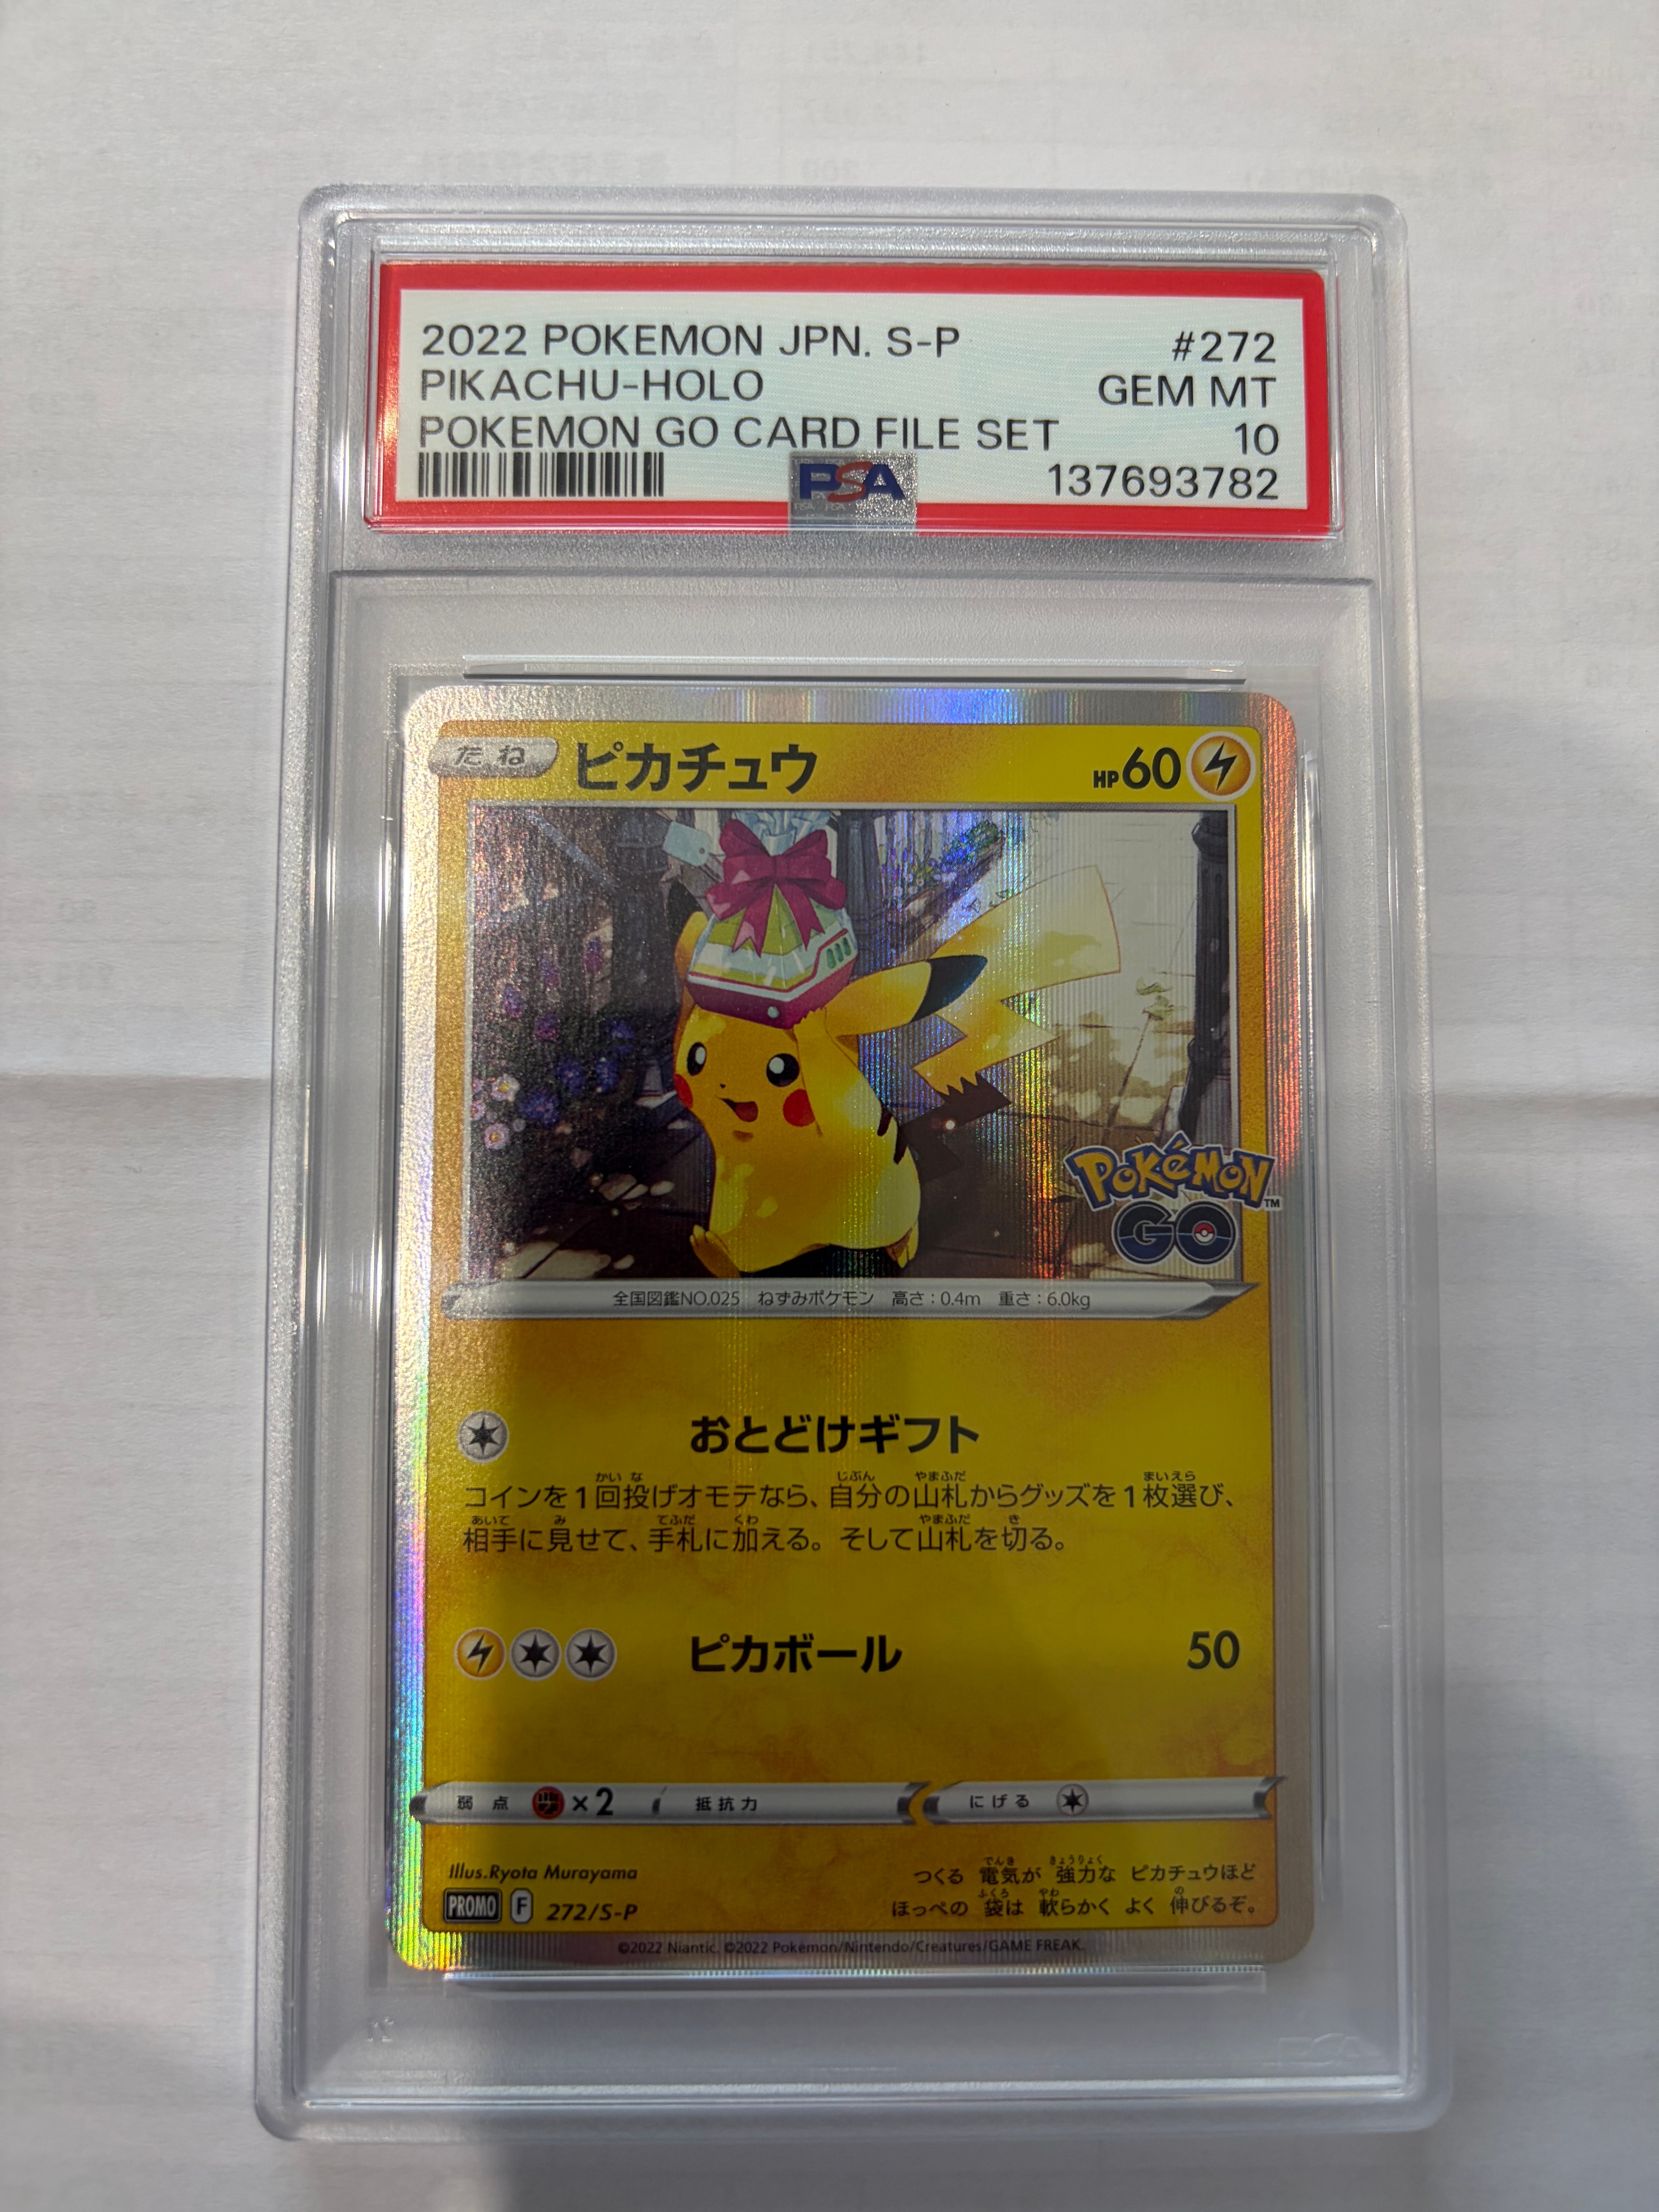 2022 POKEMON JPN. S-P #272
PIKACHU-HOLO GEM MT
POKEMON GO CARD FILE SET 10
PSA 137693782
たね ピカチュウ HP60
Pokémon™
GO
全国図鑑NO.025 ねずみポケモン 高さ:0.4m 重さ:6.0kg
おとどけギフト
コインを1回投げオモテなら、自分の山札からグッズを1枚選び、
相手に見せて、手札に加える。そして山札を切る。
ピカボール 50
弱点 ×2 抵抗力 にげる
Illus.Ryota Murayama
PROMO F 272/S-P
つくる 電気が 強力な ピカチュウほど
ほっぺの 袋は 軟らかく よく 伸びるぞ。
©2022 Niantic. ©2022 Pokémon/Nintendo/Creatures/GAME FREAK.